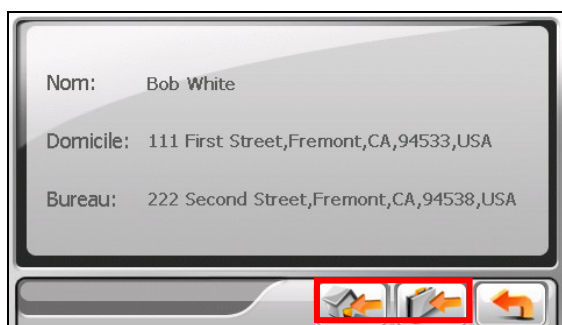 Nom: Bob White
Domicile: 111 First Street,Fremont,CA,94533,USA
Bureau: 222 Second Street,Fremont,CA,94538,USA